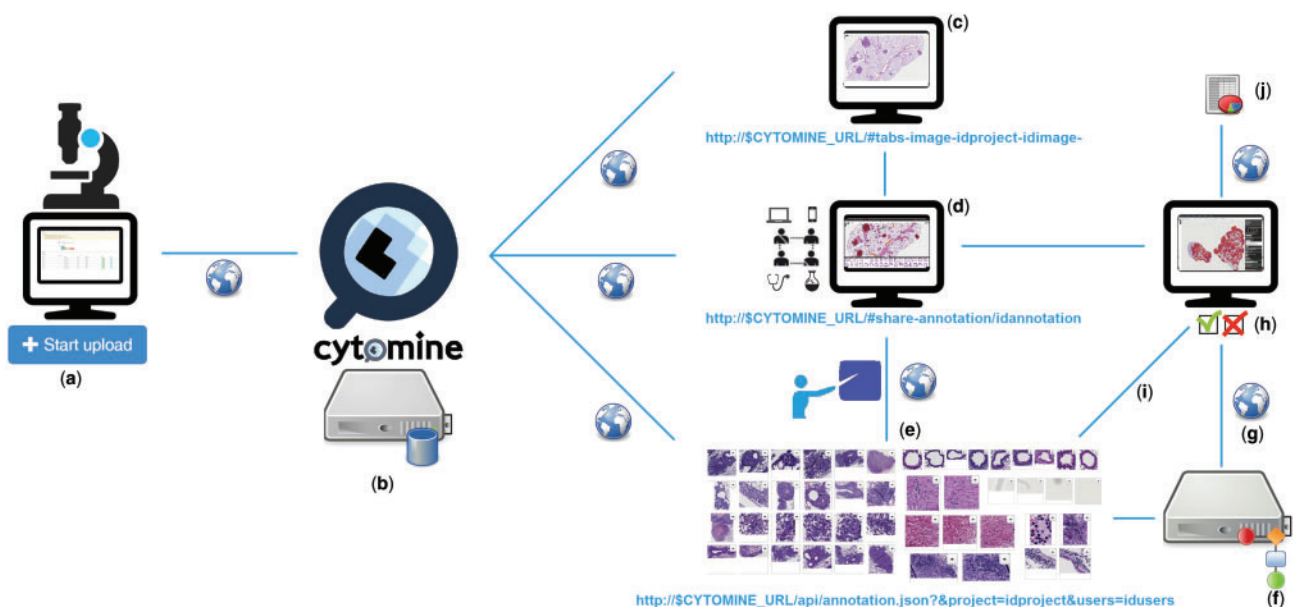 (c)
(j)
http://$CYTOMINE_URL/#tabs-image-idproject-idimage-
(d)
+ Start upload
(a)
cytomine
http://$CYTOMINE_URL/#share-annotation/idannotation
(h)
(i)
(e)
(g)
(b)
(f)
http://$CYTOMINE_URL/api/annotation.json?&project=idproject&users=idusers